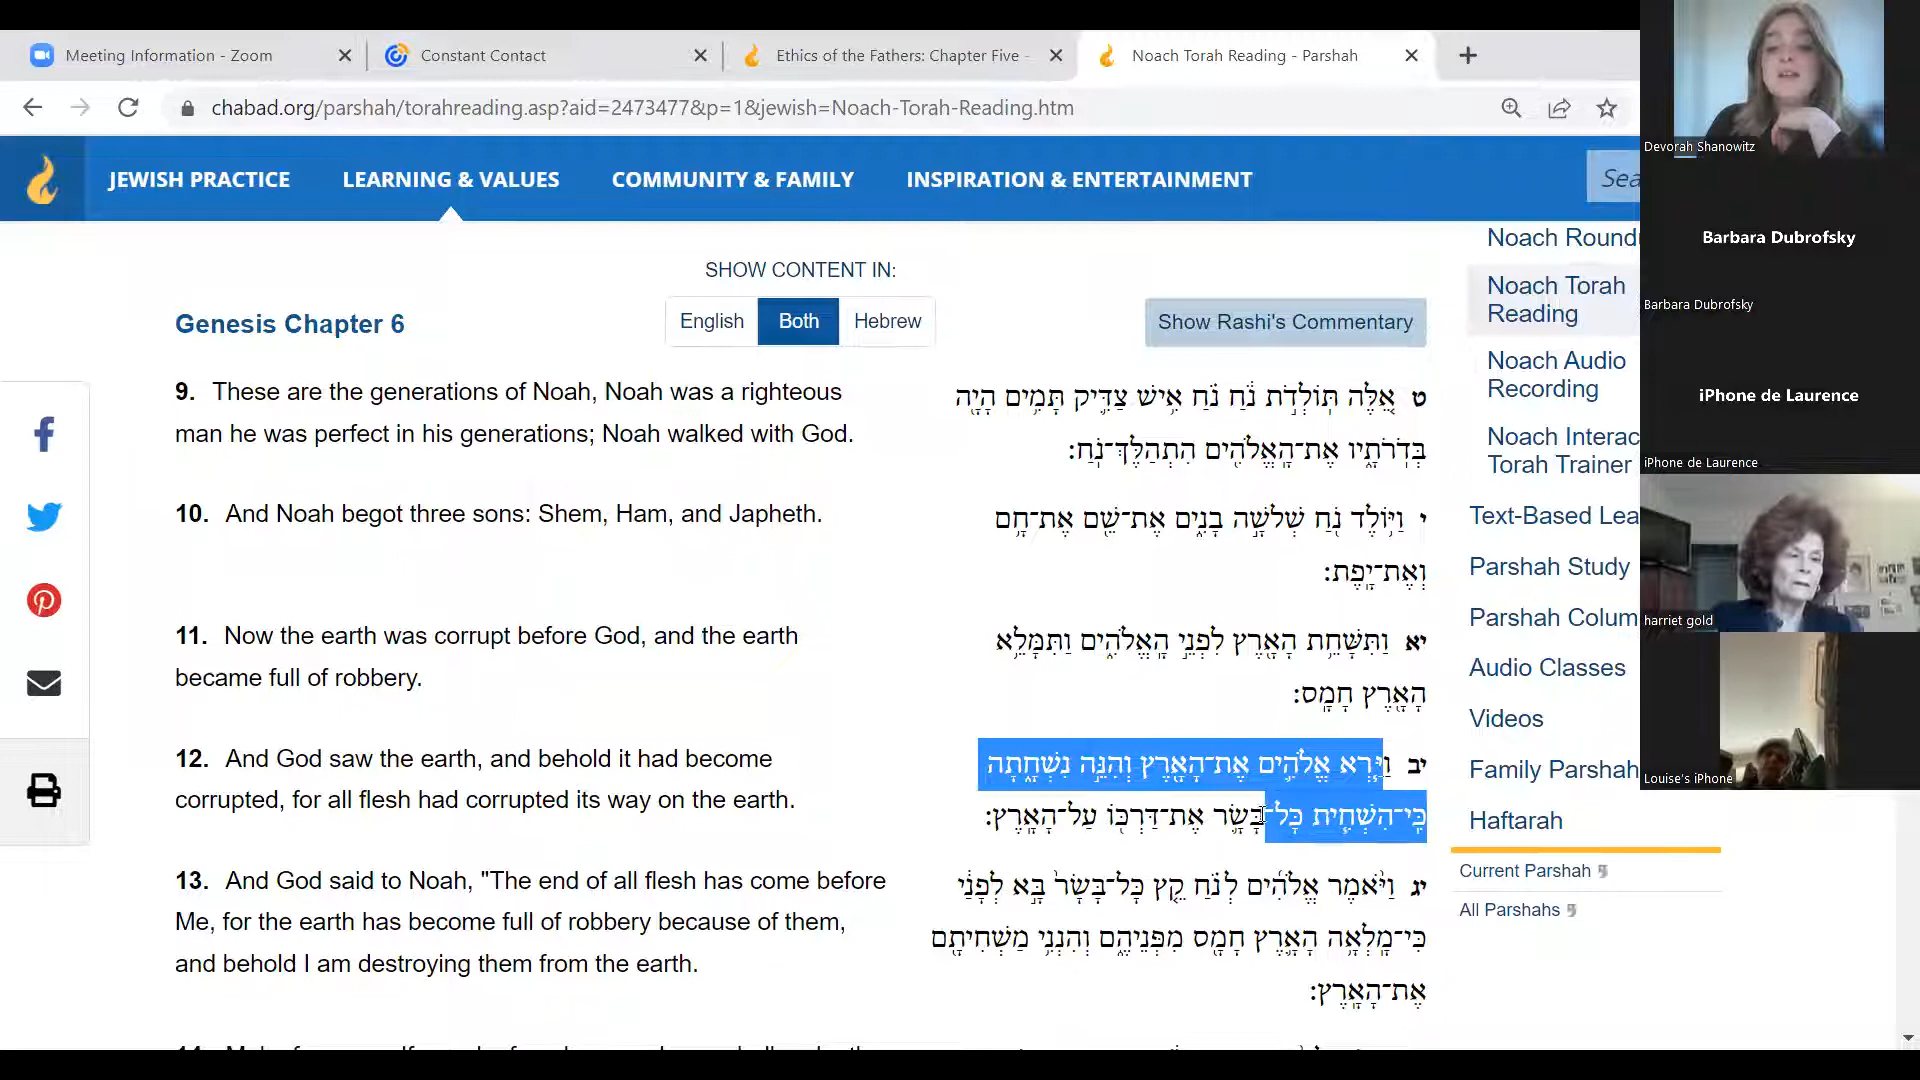 Meeting Information - Zoom
Constant Contact
Ethics of the Fathers: Chapter Five -
Noach Torah Reading - Parshah
chabad.org/parshah/torahreading.asp?aid=2473477&p=1&jewish=Noach-Torah-Reading.htm
JEWISH PRACTICE
LEARNING & VALUES
COMMUNITY & FAMILY
INSPIRATION & ENTERTAINMENT
Sea
SHOW CONTENT IN:
Genesis Chapter 6
English
Both
Hebrew
Show Rashi's Commentary
9. These are the generations of Noah, Noah was a righteous
man he was perfect in his generations; Noah walked with God.
ט אֵ֚לֶּה תּֽוֹלְדֹ֣ת נֹ֔חַ נֹ֗חַ אִ֥ישׁ צַדִּ֛יק תָּמִ֥ים הָיָ֖ה
בְּדֹֽרֹתָ֑יו אֶת־הָֽאֱלֹהִ֖ים הִתְהַלֶּךְ־נֹֽחַ:
10. And Noah begot three sons: Shem, Ham, and Japheth.
י וַיּ֥וֹלֶד נֹ֖חַ שְׁלֹשָׁ֣ה בָנִ֑ים אֶת־שֵׁ֖ם אֶת־חָ֥ם
וְאֶת־יָֽפֶת:
11. Now the earth was corrupt before God, and the earth
became full of robbery.
יא וַתִּשָּׁחֵ֥ת הָאָ֖רֶץ לִפְנֵ֣י הָֽאֱלֹהִ֑ים וַתִּמָּלֵ֥א
הָאָ֖רֶץ חָמָֽס:
12. And God saw the earth, and behold it had become
corrupted, for all flesh had corrupted its way on the earth.
יב וַיַּ֧רְא אֱלֹהִ֛ים אֶת־הָאָ֖רֶץ וְהִנֵּ֣ה נִשְׁחָ֑תָה
כִּֽי־הִשְׁחִ֧ית כָּל־בָּשָׂ֛ר אֶת־דַּרְכּ֖וֹ עַל־הָאָֽרֶץ:
13. And God said to Noah, "The end of all flesh has come before
Me, for the earth has become full of robbery because of them,
and behold I am destroying them from the earth.
יג וַיֹּ֨אמֶר אֱלֹהִ֜ים לְנֹ֗חַ קֵ֤ץ כָּל־בָּשָׂר֙ בָּ֣א לְפָנַ֔י
כִּי־מָֽלְאָ֥ה הָאָ֛רֶץ חָמָ֖ס מִפְּנֵיהֶ֑ם וְהִנְנִ֥י מַשְׁחִיתָ֖ם
אֶת־הָאָֽרֶץ:
Noach Round
Noach Torah
Reading
Noach Audio
Recording
Noach Interac
Torah Trainer
Text-Based Lea
Parshah Study
Parshah Colum
Audio Classes
Videos
Family Parshah
Haftarah
Current Parshah
All Parshahs
Devorah Shanowitz
Barbara Dubrofsky
Barbara Dubrofsky
iPhone de Laurence
iPhone de Laurence
harriet gold
Louise's iPhone